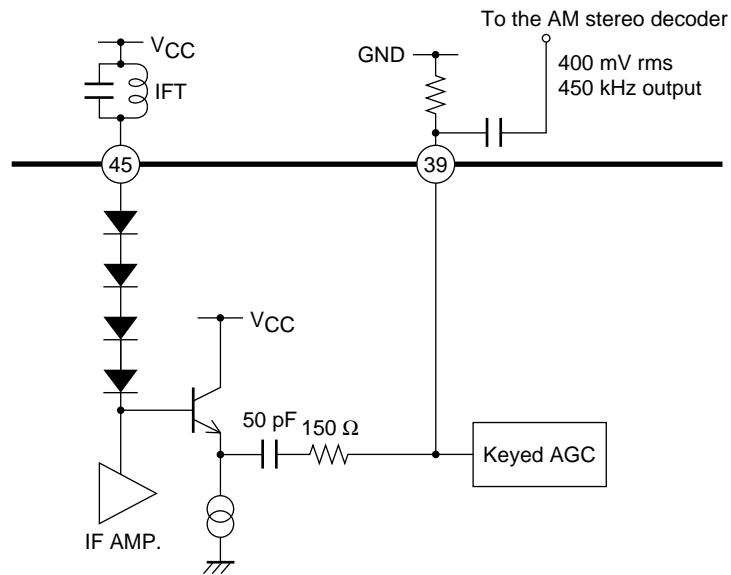 To the AM stereo decoder
VCC
GND
400 mV rms
450 kHz output
IFT
45
39
VCC
50 pF
150 Ω
Keyed AGC
IF AMP.